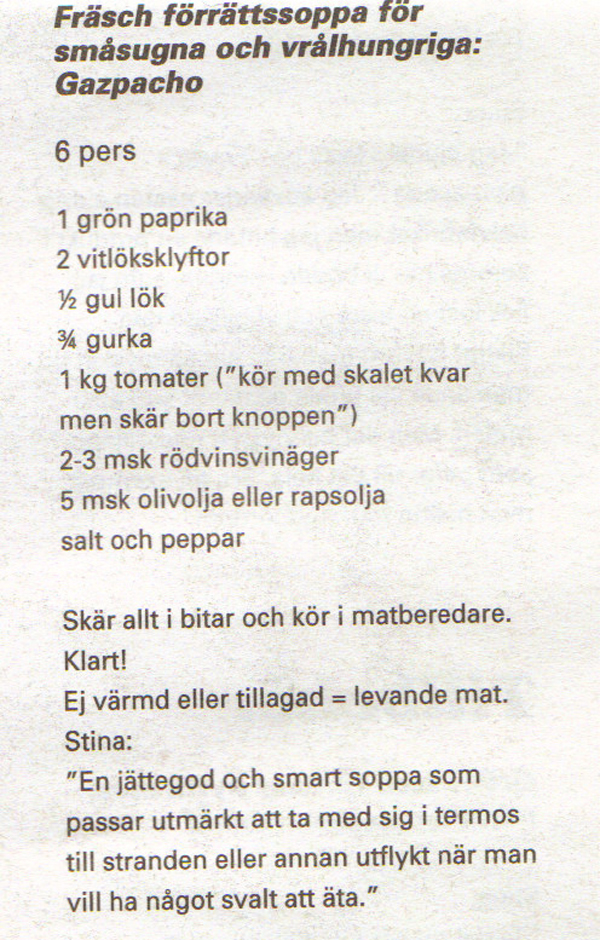 Fräsch förrättssoppa för
småsugna och vrålhungriga:
Gazpacho
6 pers
1 grön paprika
2 vitlöksklyftor
½ gul lök
¾ gurka
1 kg tomater (”kör med skalet kvar
men skär bort knoppen”)
2-3 msk rödvinsvinäger
5 msk olivolja eller rapsolja
salt och peppar
Skär allt i bitar och kör i matberedare.
Klart!
Ej värmd eller tillagad = levande mat.
Stina:
”En jättegod och smart soppa som
passar utmärkt att ta med sig i termos
till stranden eller annan utflykt när man
vill ha något svalt att äta.”